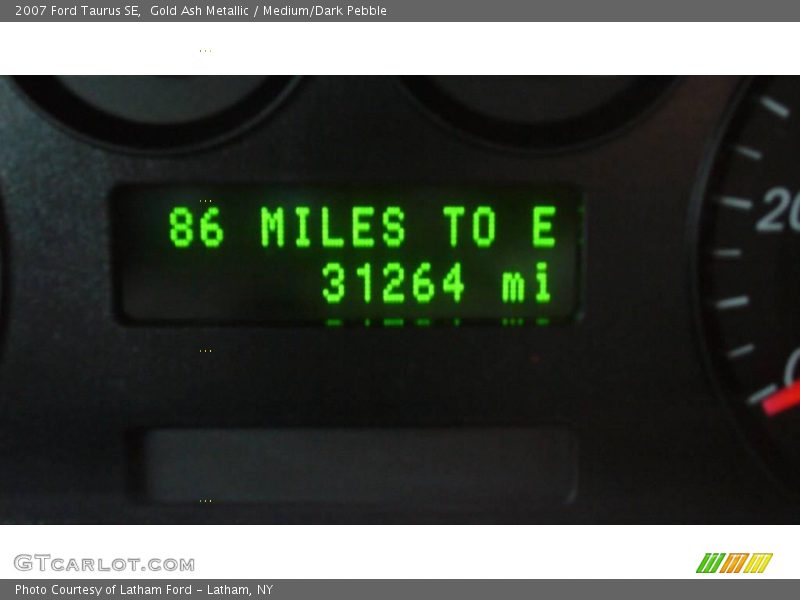 2007 Ford Taurus SE,  Gold Ash Metallic / Medium/Dark Pebble
86 MILES TO E
31264 mi
20
GTCARLOT.COM
Photo Courtesy of Latham Ford - Latham, NY